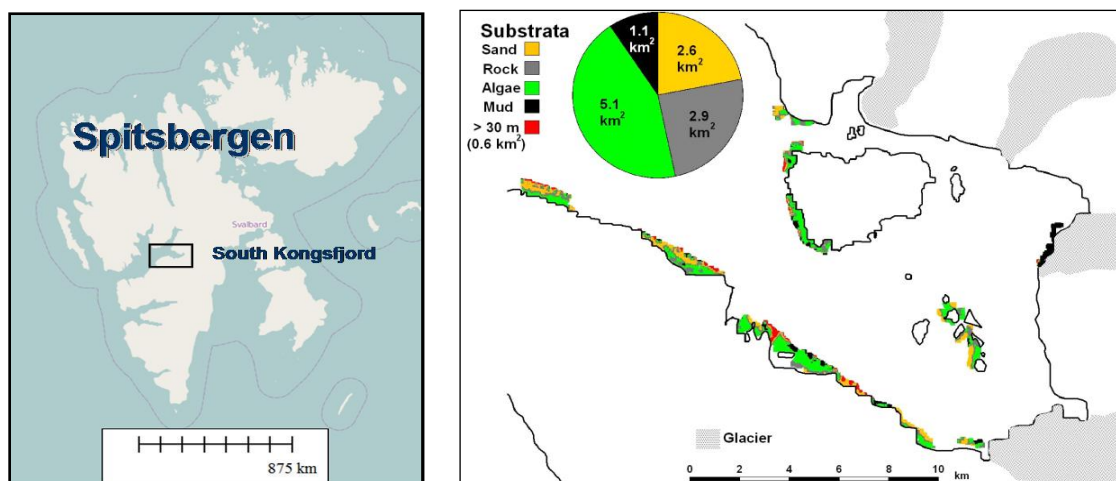 Spitsbergen
Svalbard
South Kongsfjord
875 km
Substrata
Sand
Rock
Algae
Mud
> 30 m
(0.6 km²)
1.1
km²
2.6
km²
5.1
km²
2.9
km²
Glacier
0 2 4 6 8 10
km